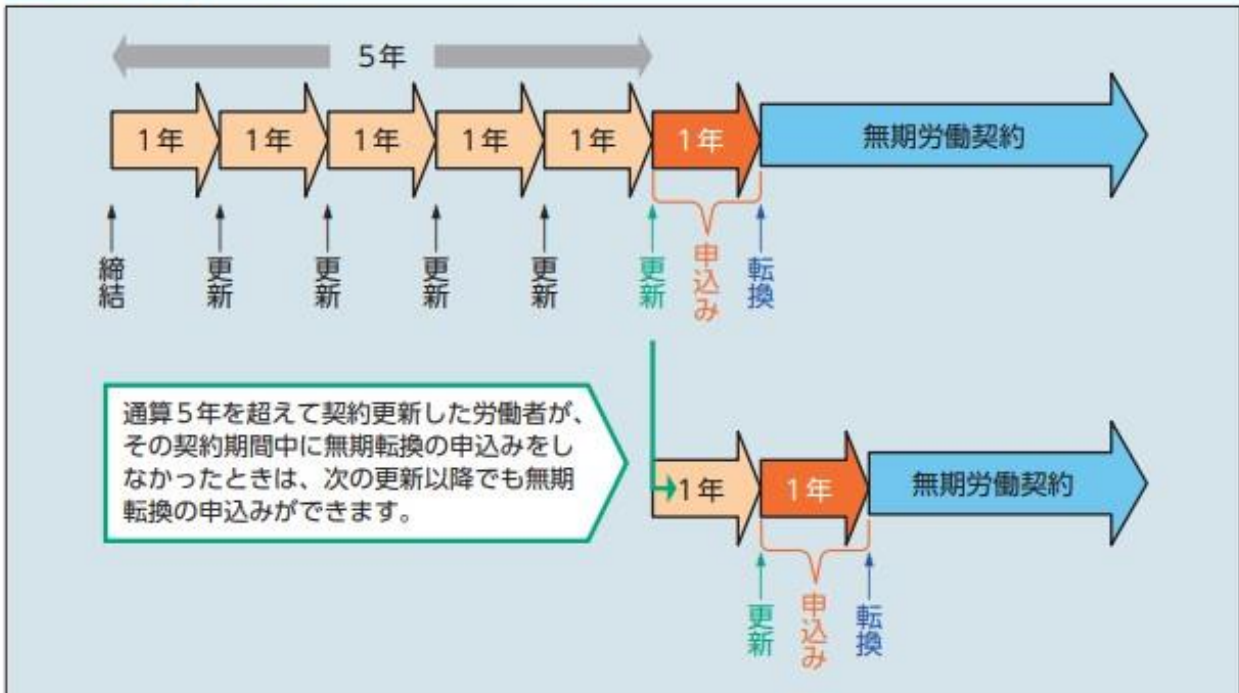 5年
1年
1年
1年
1年
1年
1年
無期労働契約
締結
更新
更新
更新
更新
更新
申込み
転換
通算5年を超えて契約更新した労働者が、
その契約期間中に無期転換の申込みをし
なかったときは、次の更新以降でも無期
転換の申込みができます。
1年
1年
無期労働契約
更新
申込み
転換